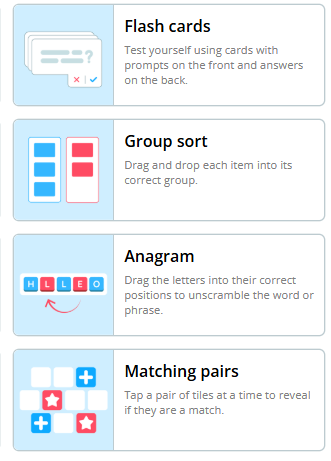 Flash cards
Test yourself using cards with
prompts on the front and answers
on the back.
?
Group sort
Drag and drop each item into its
correct group.
Anagram
Drag the letters into their correct
positions to unscramble the word or
phrase.
H L L E O
Matching pairs
Tap a pair of tiles at a time to reveal
if they are a match.